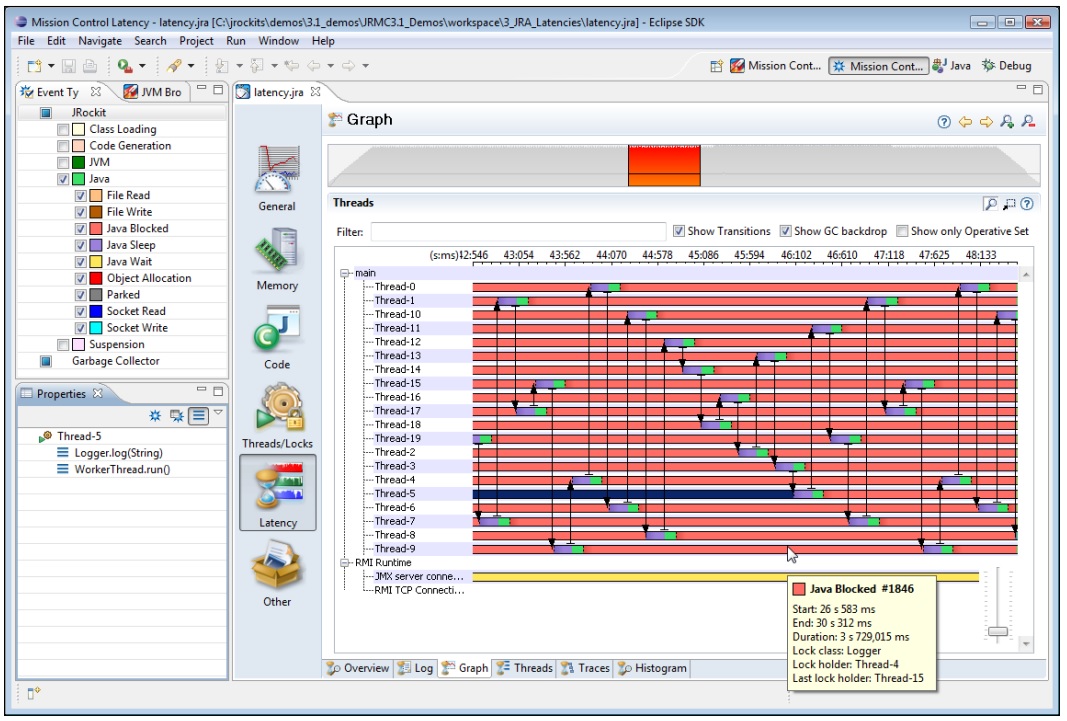 Mission Control Latency - latency.jra [C:\jrockits\demos\3.1_demos\JRMC3.1_Demos\workspace\3_JRA_Latencies\latency.jra] - Eclipse SDK
File Edit Navigate Search Project Run Window Help
Mission Cont... Mission Cont... Java Debug
Event Ty JVM Bro
latency.jra
JRockit
Class Loading
Code Generation
JVM
Java
File Read
File Write
Java Blocked
Java Sleep
Java Wait
Object Allocation
Parked
Socket Read
Socket Write
Suspension
Garbage Collector
Properties
Thread-5
Logger.log(String)
WorkerThread.run()
General
Memory
Code
Threads/Locks
Latency
Other
Graph
Threads
Filter: Show Transitions Show GC backdrop Show only Operative Set
(s:ms) 43:054 43:562 44:070 44:578 45:086 45:594 46:102 46:610 47:118 47:625 48:133
main
Thread-0
Thread-1
Thread-10
Thread-11
Thread-12
Thread-13
Thread-14
Thread-15
Thread-16
Thread-17
Thread-18
Thread-19
Thread-2
Thread-3
Thread-4
Thread-5
Thread-6
Thread-7
Thread-8
Thread-9
RMI Runtime
JMX server conne...
RMI TCP Connecti...
Java Blocked #1846
Start: 26 s 583 ms
End: 30 s 312 ms
Duration: 3 s 729,015 ms
Lock class: Logger
Lock holder: Thread-4
Last lock holder: Thread-15
Overview Log Graph Threads Traces Histogram